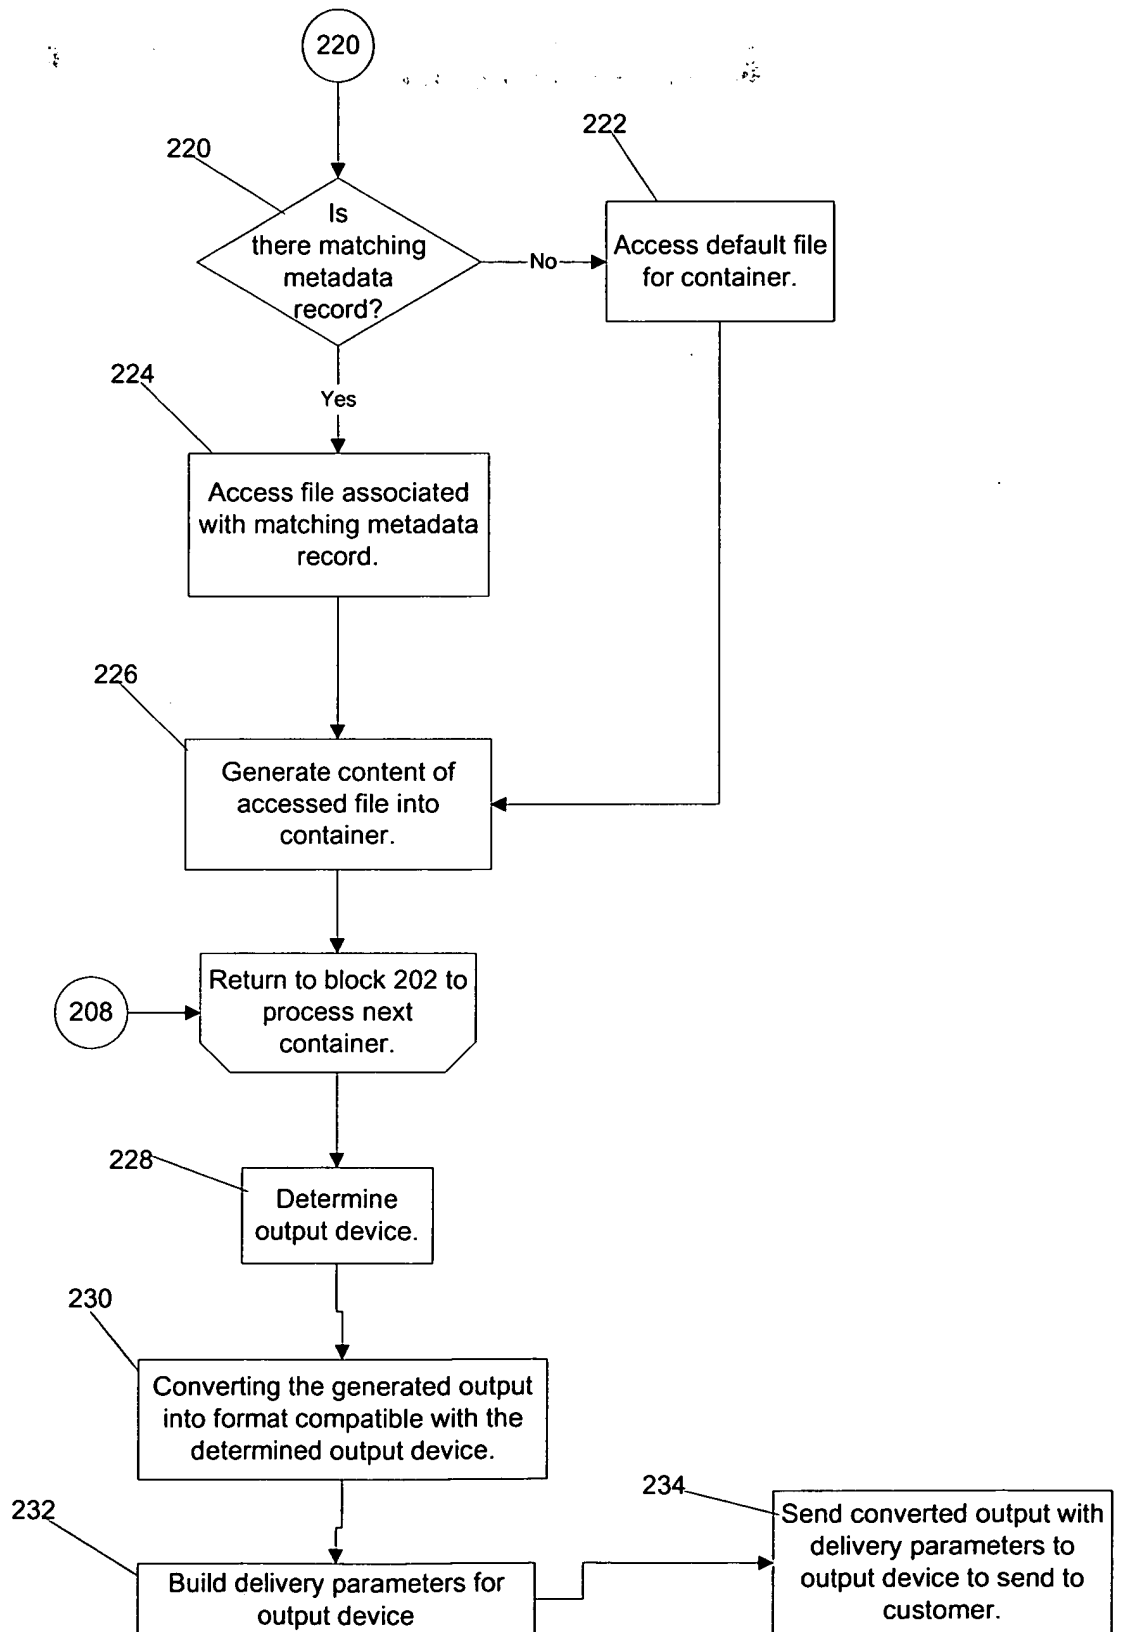 220
220
Is
there matching
metadata
record?
No
222
Access default file
for container.
Yes
224
Access file associated
with matching metadata
record.
226
Generate content of
accessed file into
container.
208
Return to block 202 to
process next
container.
228
Determine
output device.
230
Converting the generated output
into format compatible with the
determined output device.
232
Build delivery parameters for
output device
234
Send converted output with
delivery parameters to
output device to send to
customer.